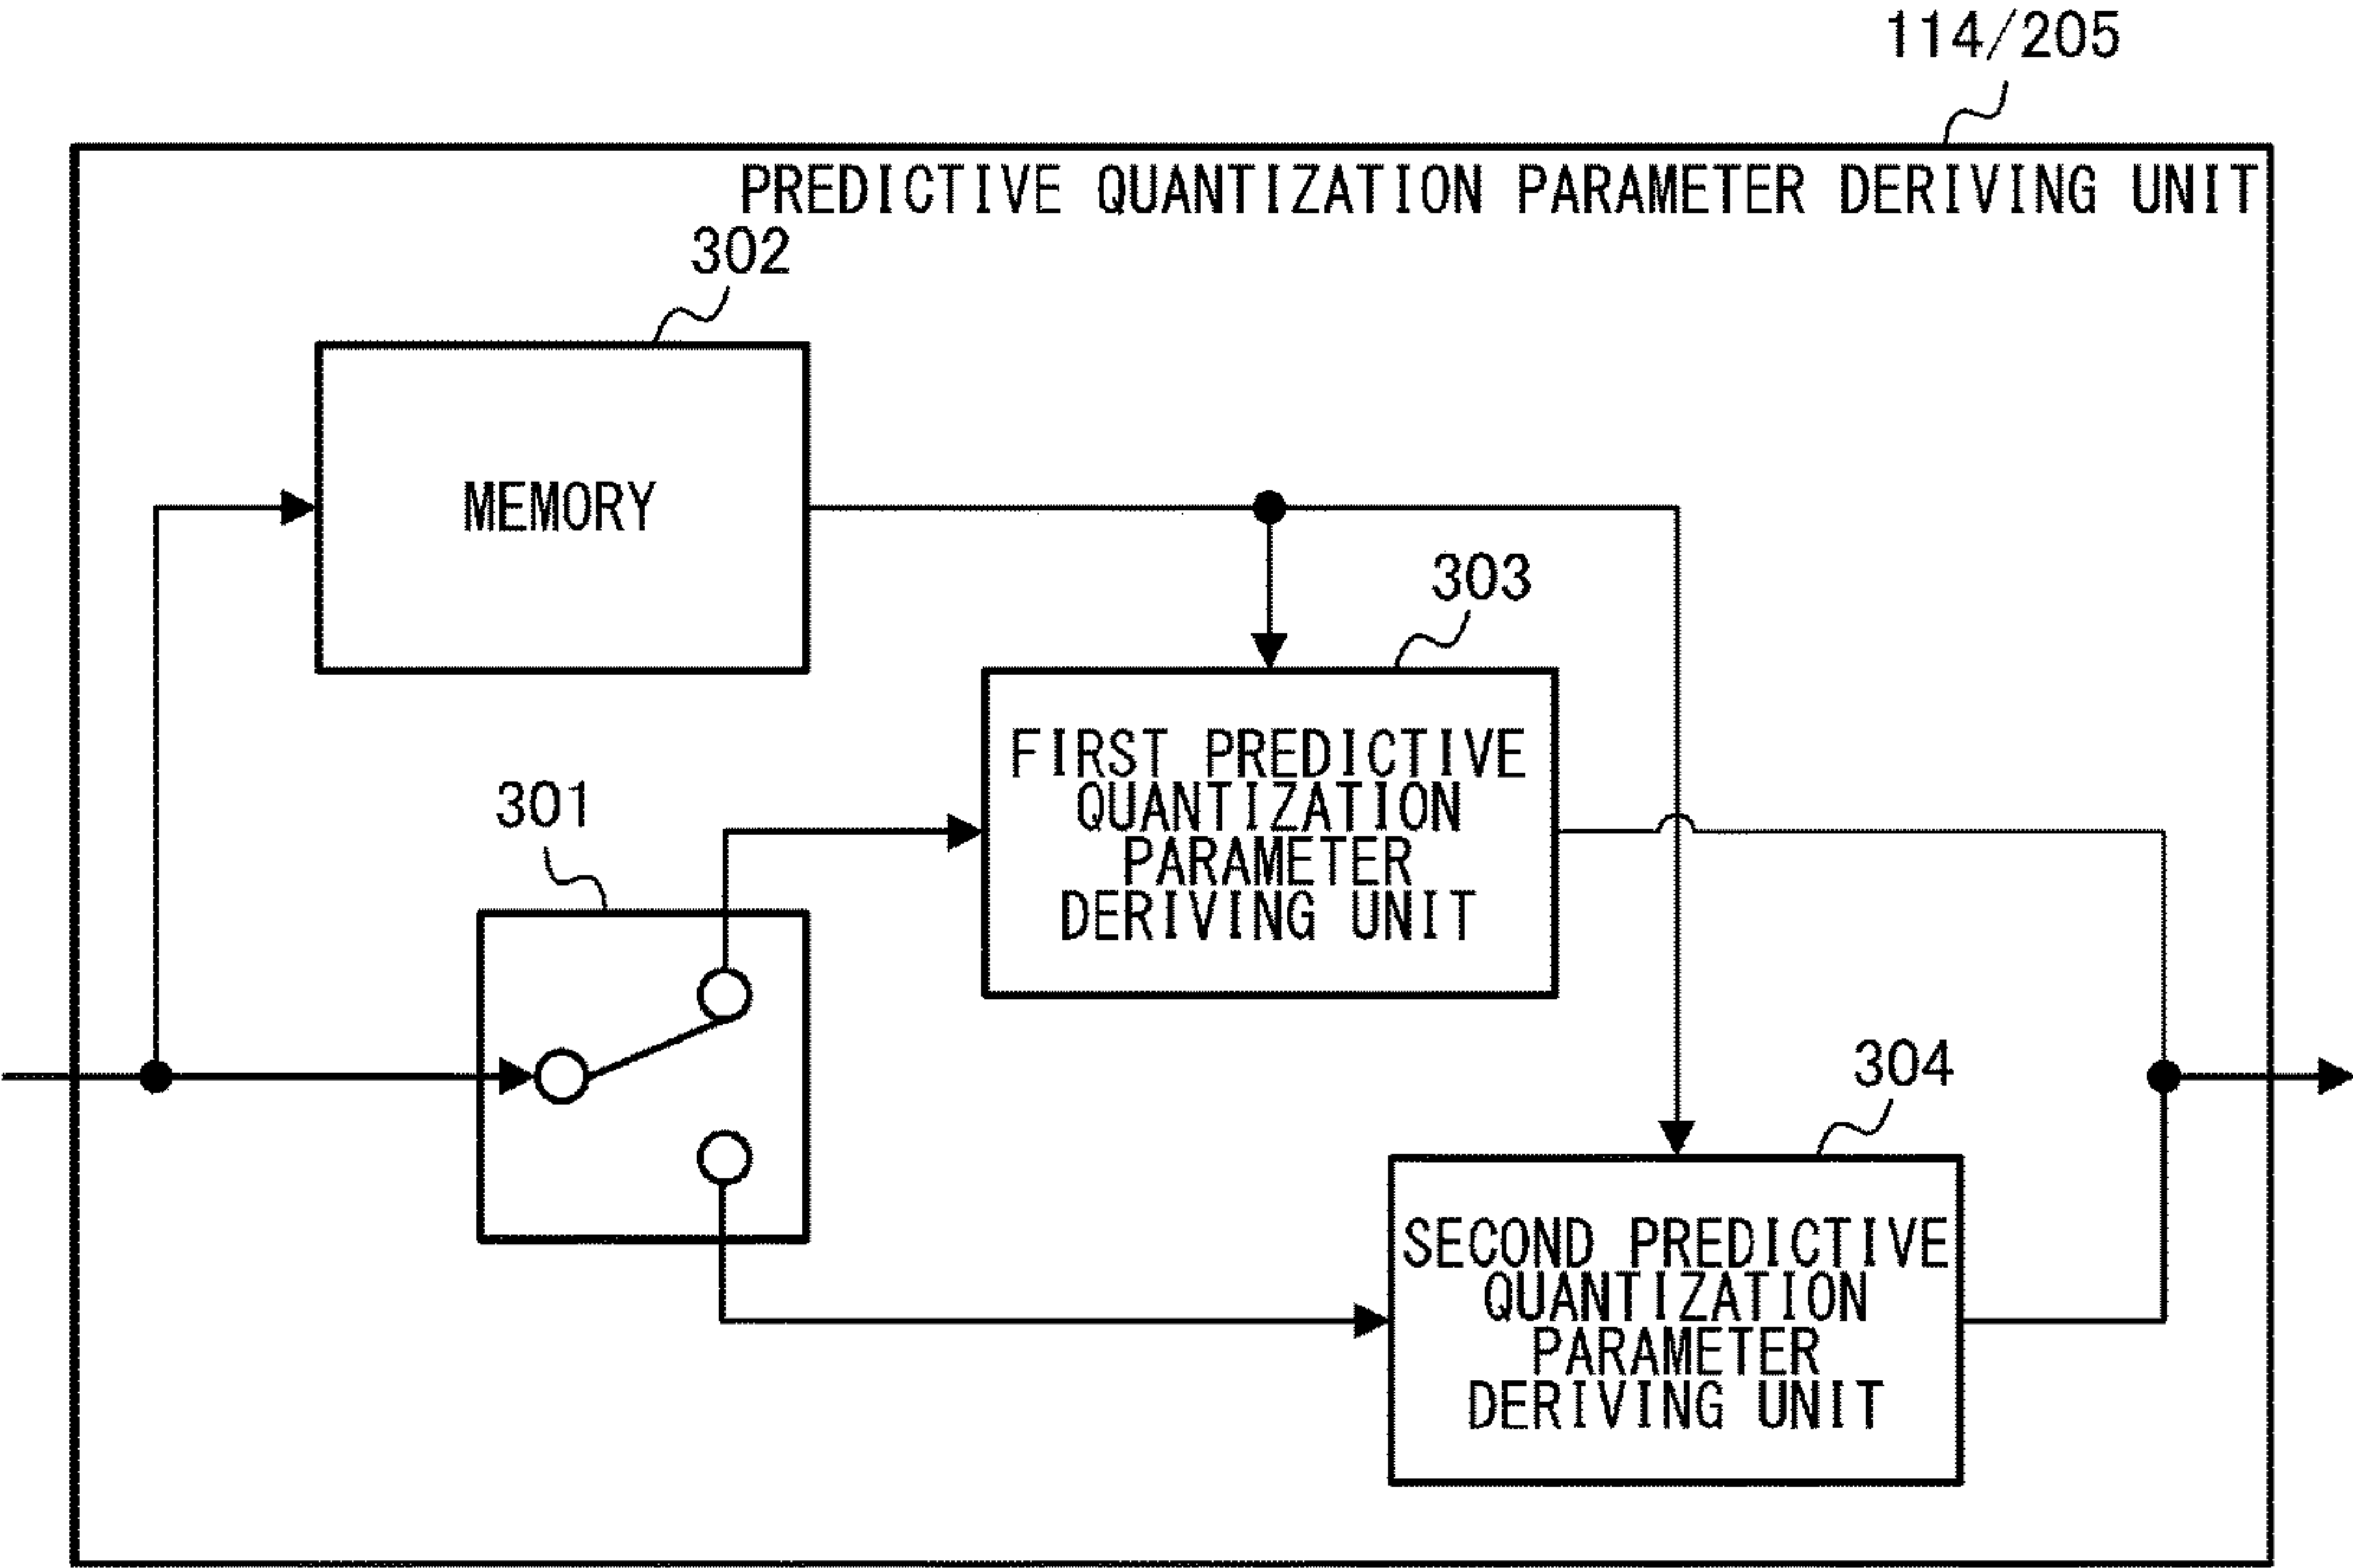 114/205
PREDICTIVE QUANTIZATION PARAMETER DERIVING UNIT
302
MEMORY
303
FIRST PREDICTIVE
QUANTIZATION
PARAMETER
DERIVING UNIT
301
304
SECOND PREDICTIVE
QUANTIZATION
PARAMETER
DERIVING UNIT